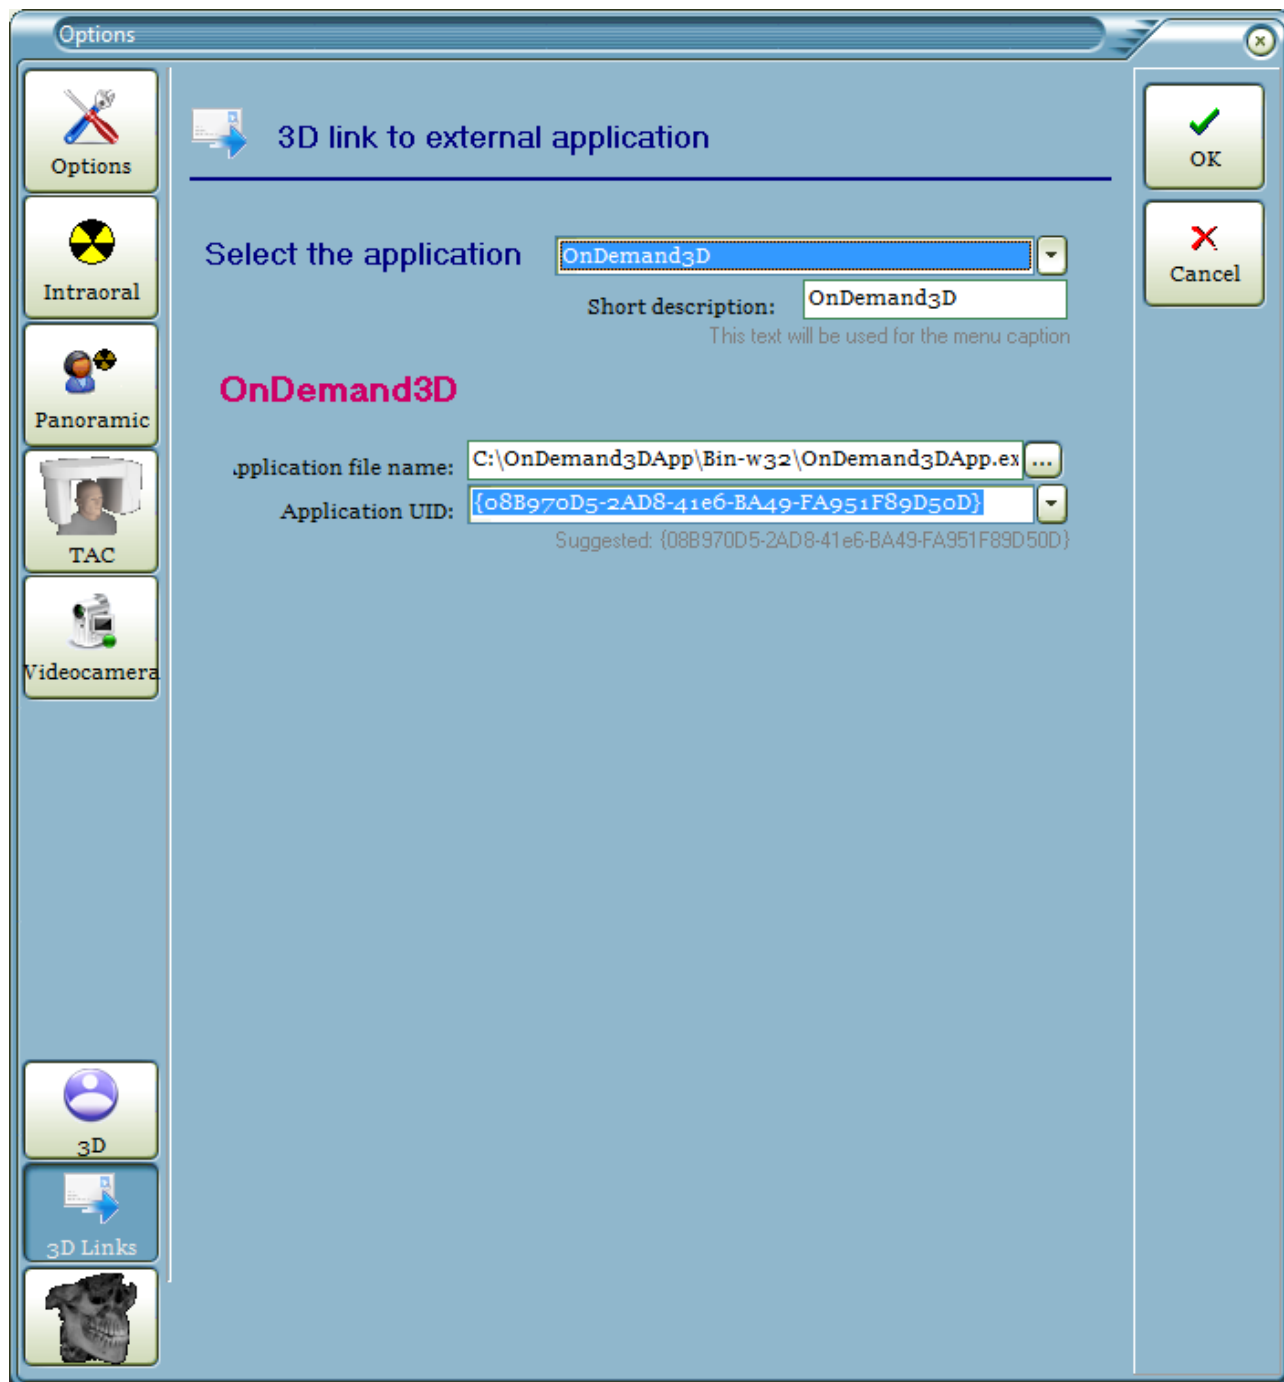 Options
Options
Intraoral
Panoramic
TAC
Videocamera
3D
3D Links
3D link to external application
Select the application OnDemand3D
Short description: OnDemand3D
This text will be used for the menu caption
OnDemand3D
pplication file name: C:\OnDemand3DApp\Bin-w32\OnDemand3DApp.ex ...
Application UID: {08B970D5-2AD8-41e6-BA49-FA951F89D50D}
Suggested: {08B970D5-2AD8-41e6-BA49-FA951F89D50D}
OK
Cancel